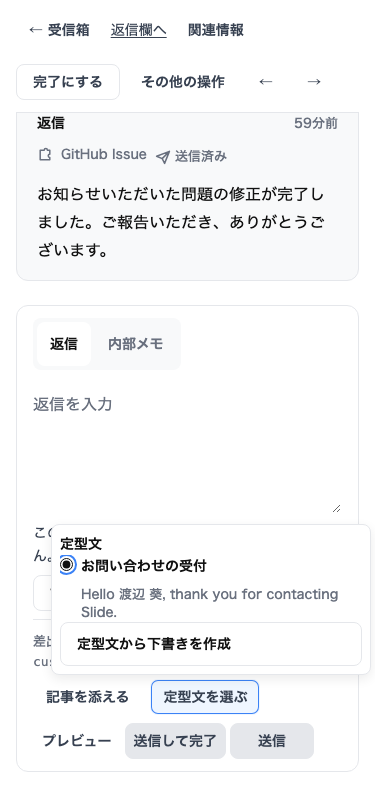 ← 受信箱 返信欄へ 関連情報
完了にする その他の操作 ← →
返信 59分前
GitHub Issue 送信済み
お知らせいただいた問題の修正が完了し
ました。ご報告いただき、ありがとうご
ざいます。
返信 内部メモ
返信を入力
定型文
お問い合わせの受付
Hello 渡辺 葵, thank you for contacting
Slide.
定型文から下書きを作成
記事を添える 定型文を選ぶ
プレビュー 送信して完了 送信